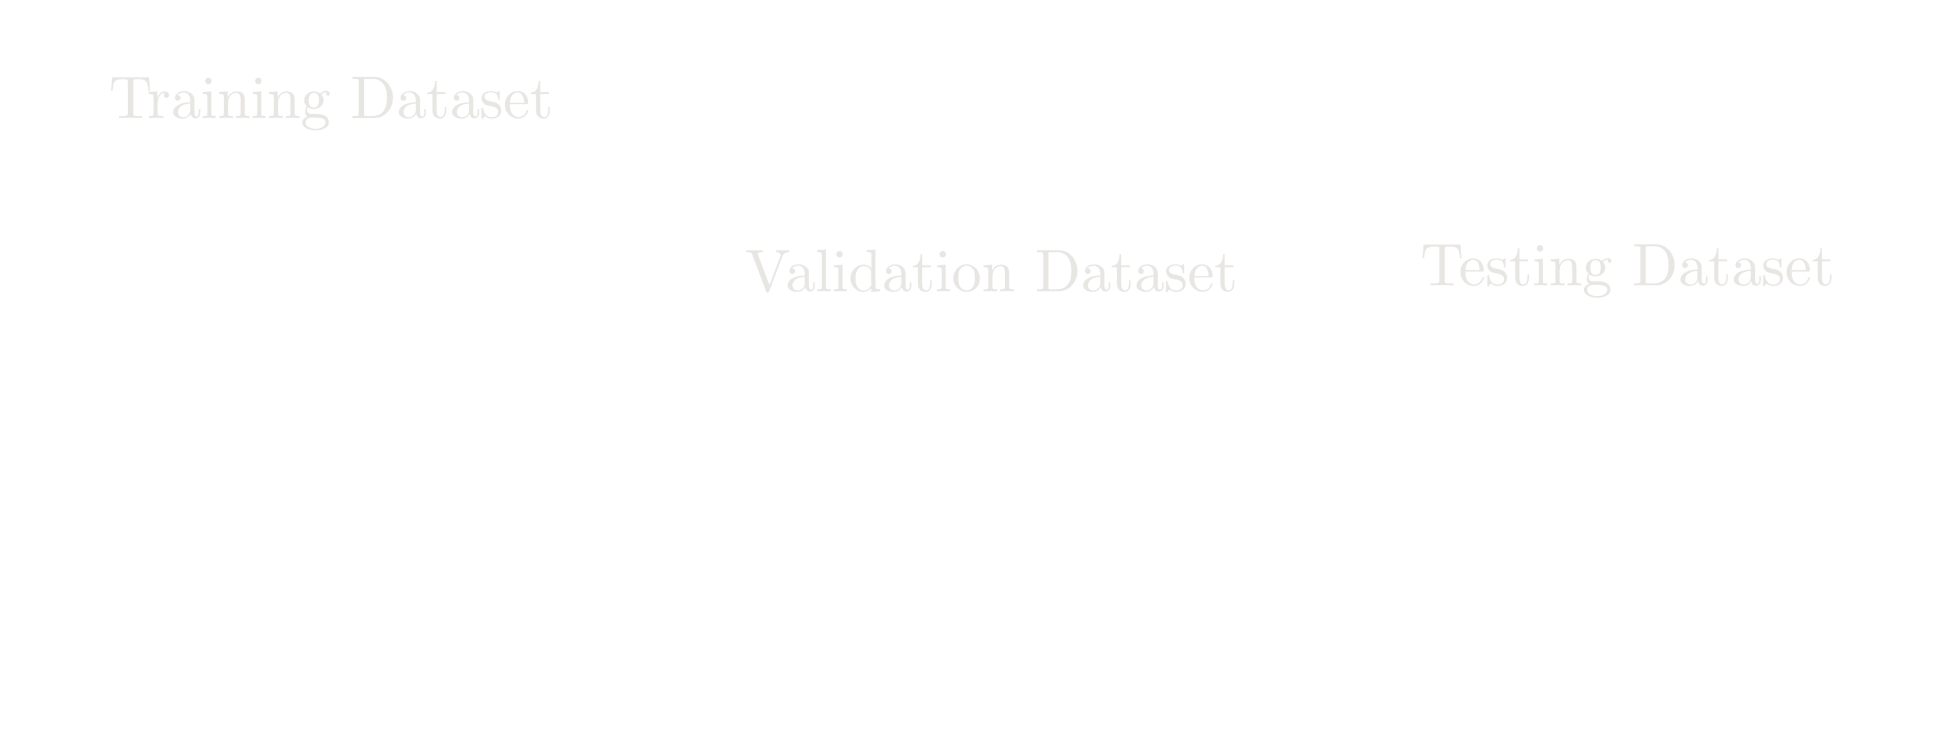 Training Dataset
Validation Dataset
Testing Dataset